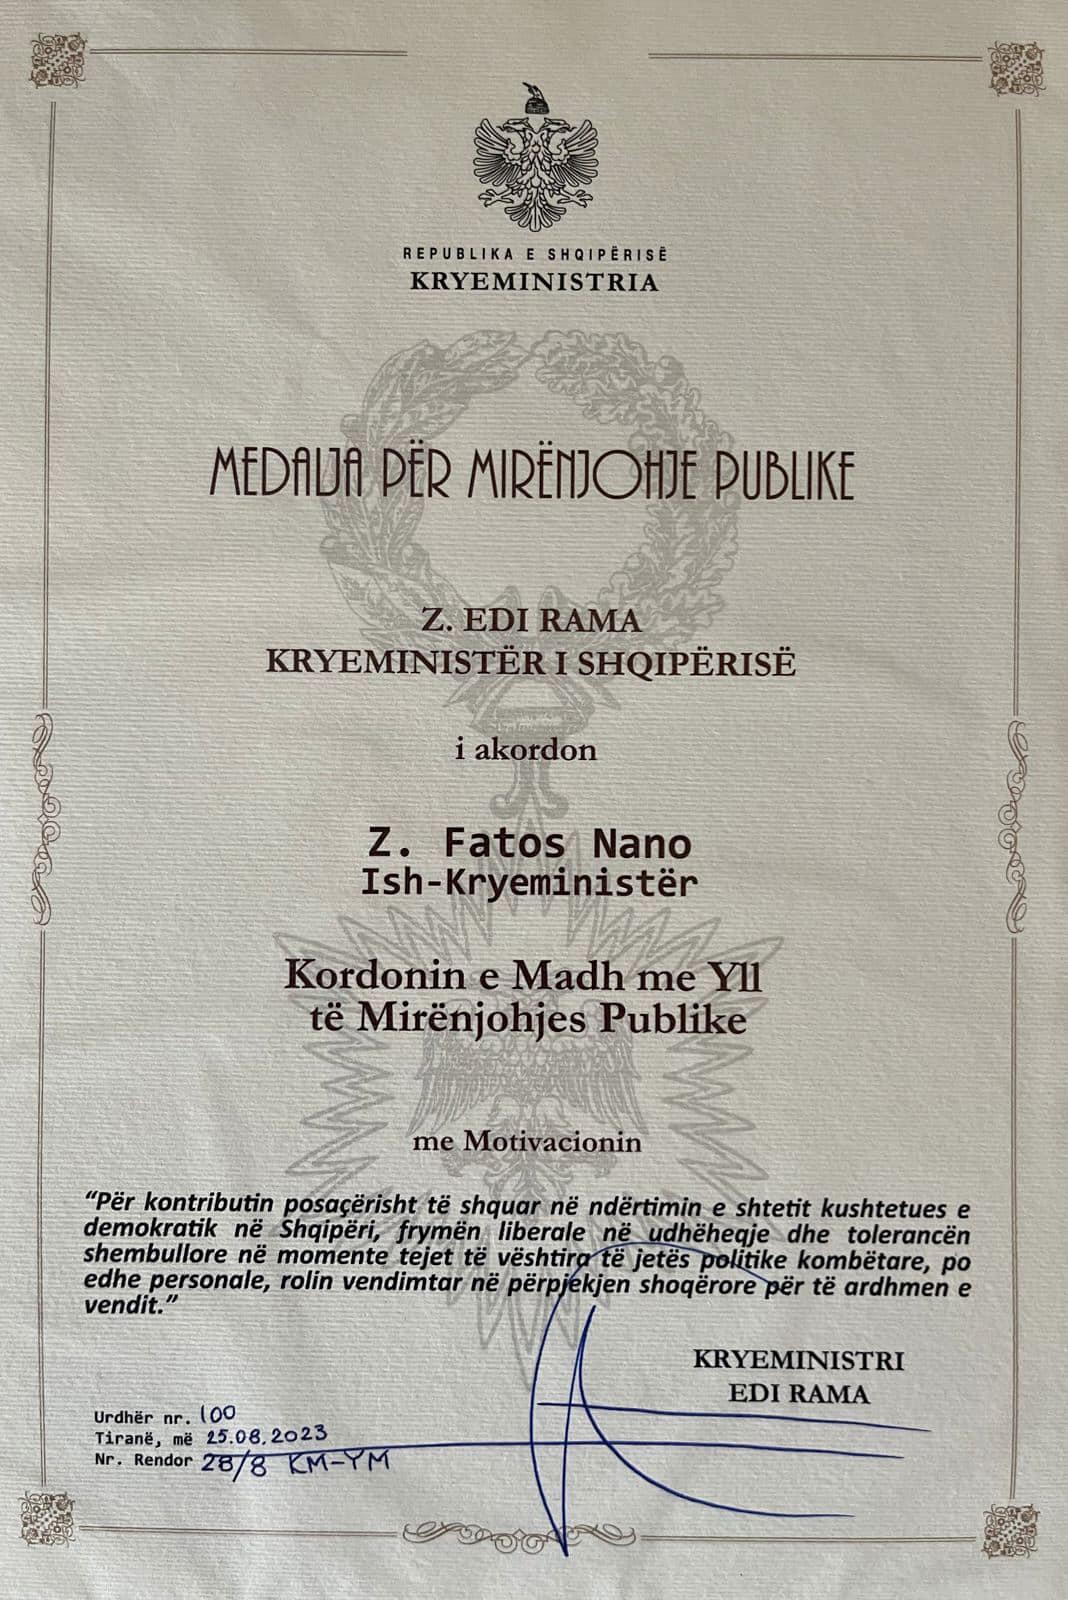 REPUBLIKA E SHQIPËRISË
KRYEMINISTRIA
MEDALJA PËR MIRËNJOHJE PUBLIKE
Z. EDI RAMA
KRYEMINISTËR I SHQIPËRISË
i akordon
Z. Fatos Nano
Ish-Kryeministër
Kordonin e Madh me Yll
të Mirënjohjes Publike
me Motivacionin
“Për kontributin posaçërisht të shquar në ndërtimin e shtetit kushtetues e
demokratik në Shqipëri, frymën liberale në udhëheqje dhe tolerancën
shembullore në momente tejet të vështira të jetës politike kombëtare, po
edhe personale, rolin vendimtar në përpjekjen shoqërore për të ardhmen e
vendit.”
KRYEMINISTRI
EDI RAMA
Urdhër nr. 100
Tiranë, më 25.08.2023
Nr. Rendor 28/8 KM-YM